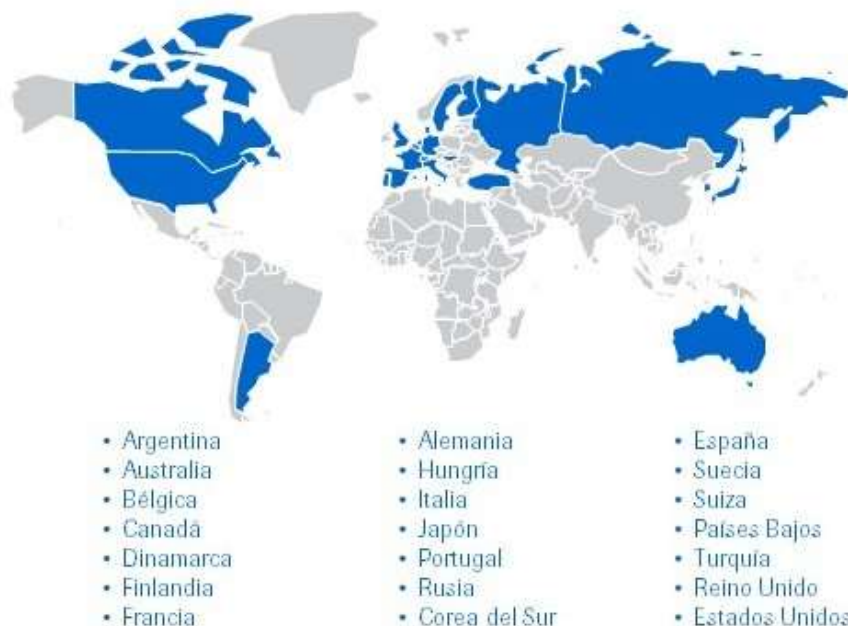 • Argentina
• Australia
• Bélgica
• Canadá
• Dinamarca
• Finlandia
• Francia
• Alemania
• Hungría
• Italia
• Japón
• Portugal
• Rusia
• Corea del Sur
• España
• Suecia
• Suiza
• Países Bajos
• Turquía
• Reino Unido
• Estados Unidos